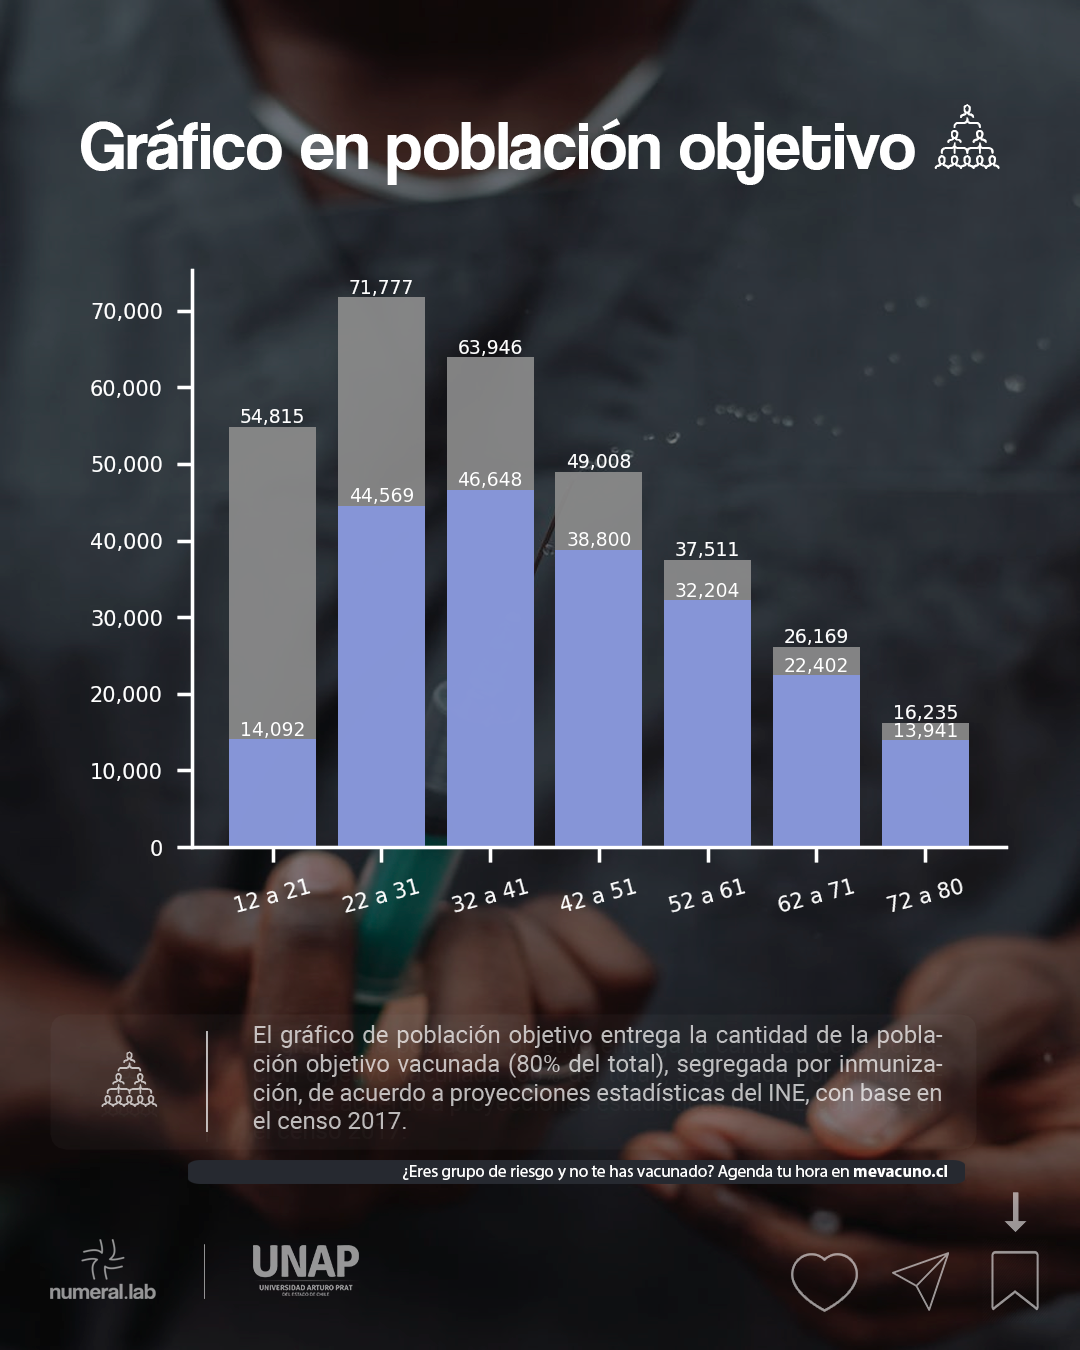 Gráfico en población objetivo
70,000
60,000
50,000
40,000
30,000
20,000
10,000
0
54,815
14,092
71,777
44,569
63,946
46,648
49,008
38,800
37,511
32,204
26,169
22,402
16,235
13,941
12 a 21
22 a 31
32 a 41
42 a 51
52 a 61
62 a 71
72 a 80
El gráfico de población objetivo entrega la cantidad de la pobla-
ción objetivo vacunada (80% del total), segregada por inmuniza-
ción, de acuerdo a proyecciones estadísticas del INE, con base en
el censo 2017.
¿Eres grupo de riesgo y no te has vacunado? Agenda tu hora en mevacuno.cl
numeral.lab
UNAP
UNIVERSIDAD ARTURO PRAT
DEL ESTADO DE CHILE